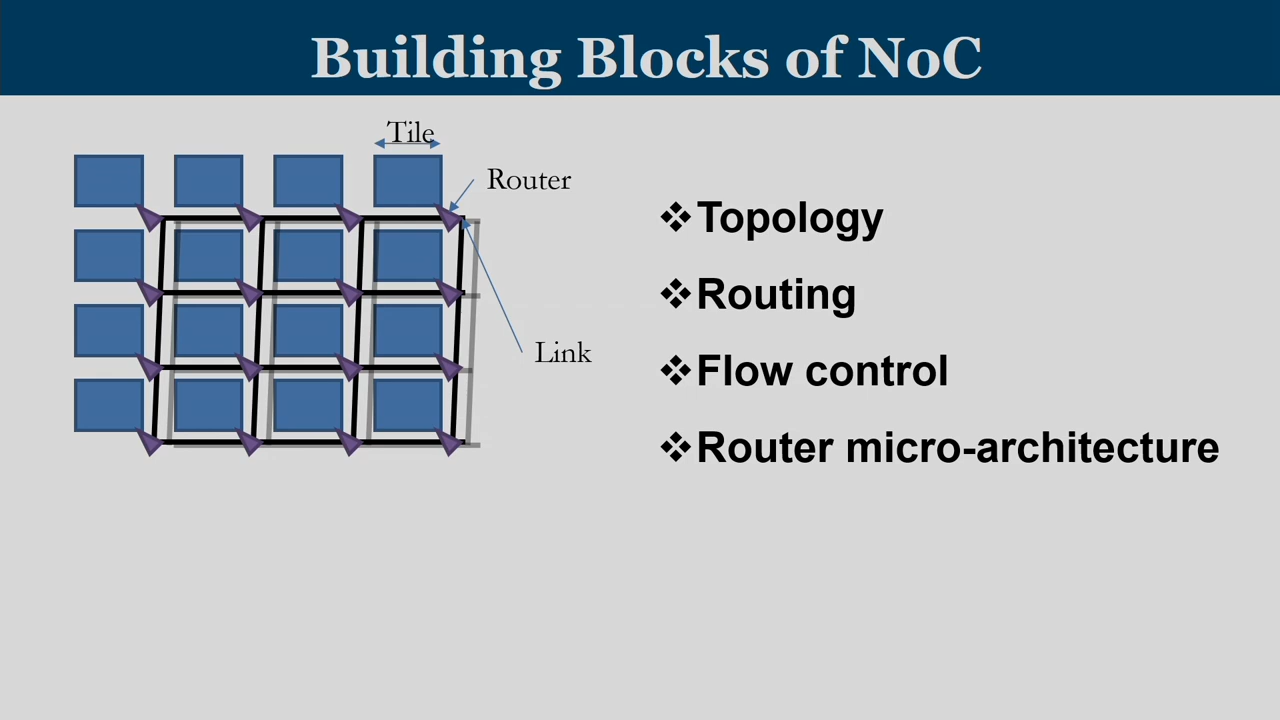 Building Blocks of NoC
Tile
Router
Link
❖Topology
❖Routing
❖Flow control
❖Router micro-architecture